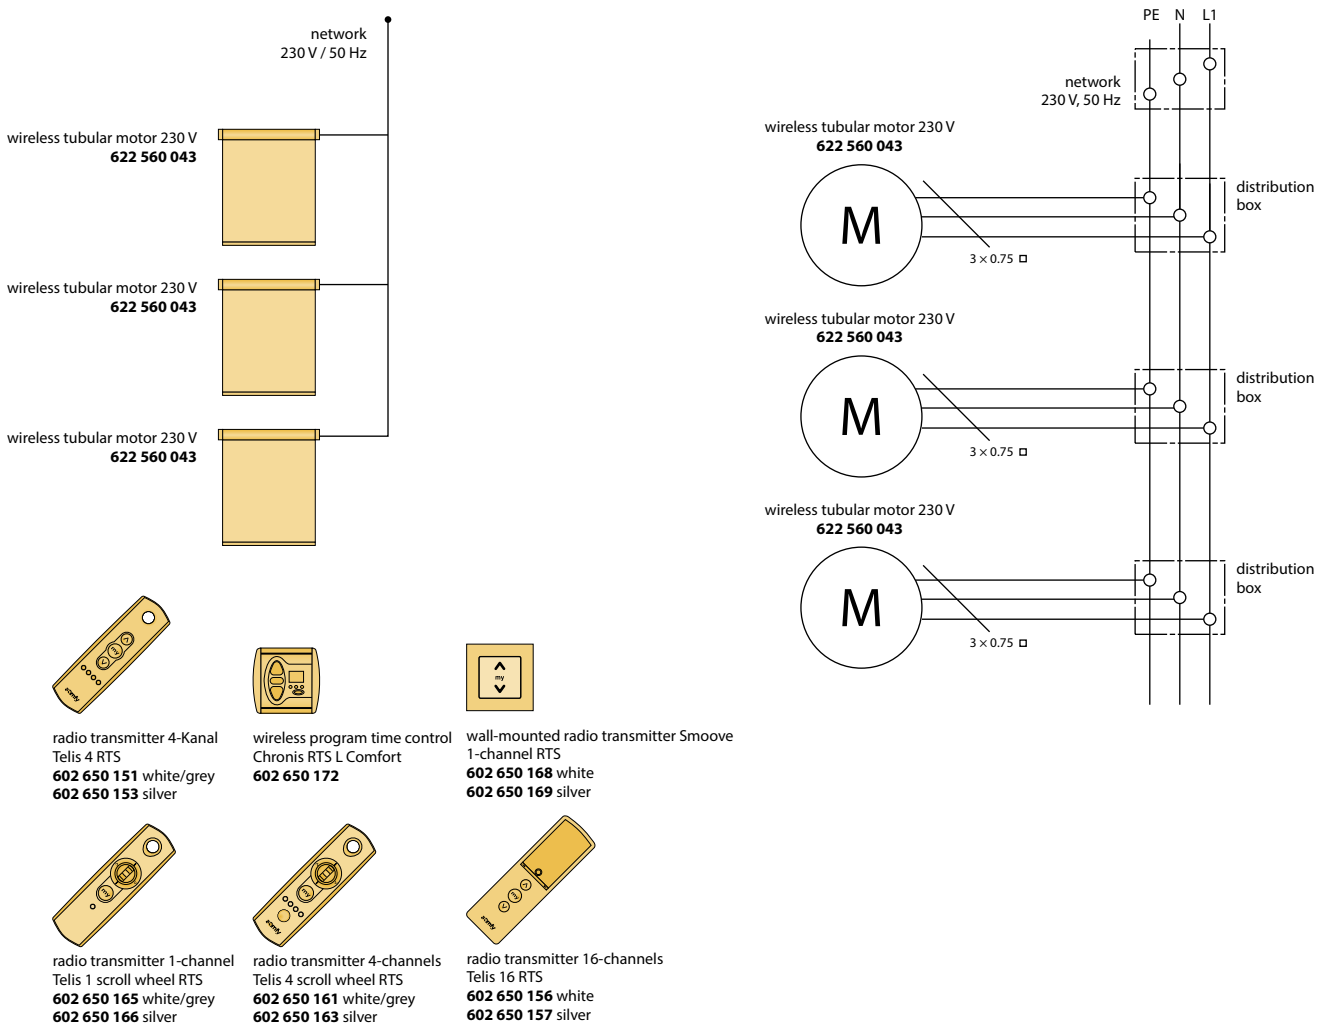 network
230 V / 50 Hz
wireless tubular motor 230 V
622 560 043
wireless tubular motor 230 V
622 560 043
wireless tubular motor 230 V
622 560 043
PE N L1
network
230 V, 50 Hz
wireless tubular motor 230 V
622 560 043
M
3 × 0.75
distribution
box
wireless tubular motor 230 V
622 560 043
M
3 × 0.75
distribution
box
wireless tubular motor 230 V
622 560 043
M
3 × 0.75
distribution
box
my
somfy
radio transmitter 4-Kanal
Telis 4 RTS
602 650 151 white/grey
602 650 153 silver
wireless program time control
Chronis RTS L Comfort
602 650 172
my
wall-mounted radio transmitter Smoove
1-channel RTS
602 650 168 white
602 650 169 silver
my
radio transmitter 1-channel
Telis 1 scroll wheel RTS
602 650 165 white/grey
602 650 166 silver
my
somfy
radio transmitter 4-channels
Telis 4 scroll wheel RTS
602 650 161 white/grey
602 650 163 silver
my
somfy
radio transmitter 16-channels
Telis 16 RTS
602 650 156 white
602 650 157 silver